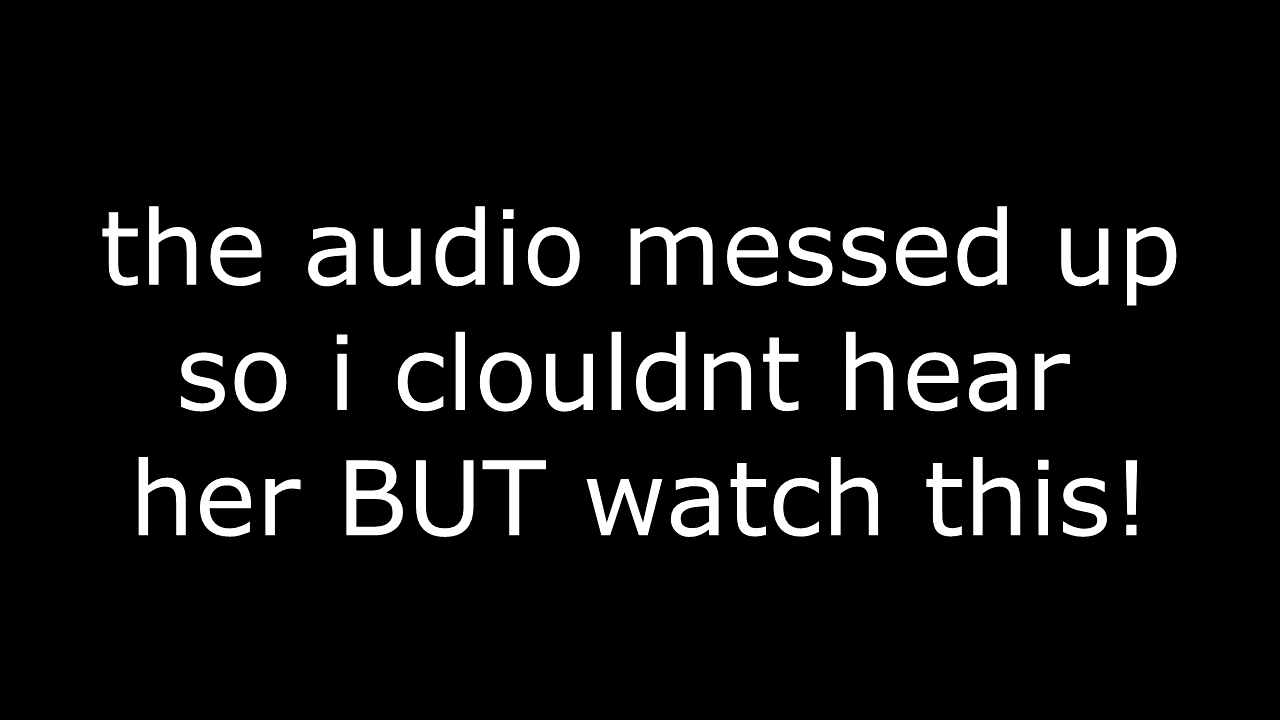 the audio messed up
so i clouldnt hear
her BUT watch this!